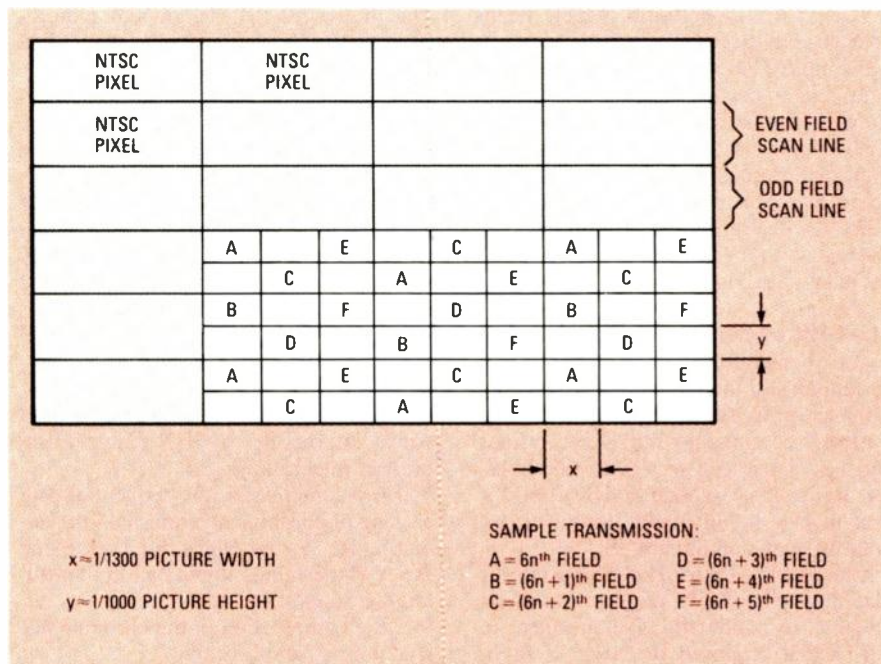 NTSC PIXEL
NTSC PIXEL
NTSC PIXEL
EVEN FIELD SCAN LINE
ODD FIELD SCAN LINE
A E C A E
C A E C
B F D B F
D B F D
y
A E C A E
C A E C
x
x≈1/1300 PICTURE WIDTH
y≈1/1000 PICTURE HEIGHT
SAMPLE TRANSMISSION:
A = 6nth FIELD D = (6n + 3)th FIELD
B = (6n + 1)th FIELD E = (6n + 4)th FIELD
C = (6n + 2)th FIELD F = (6n + 5)th FIELD